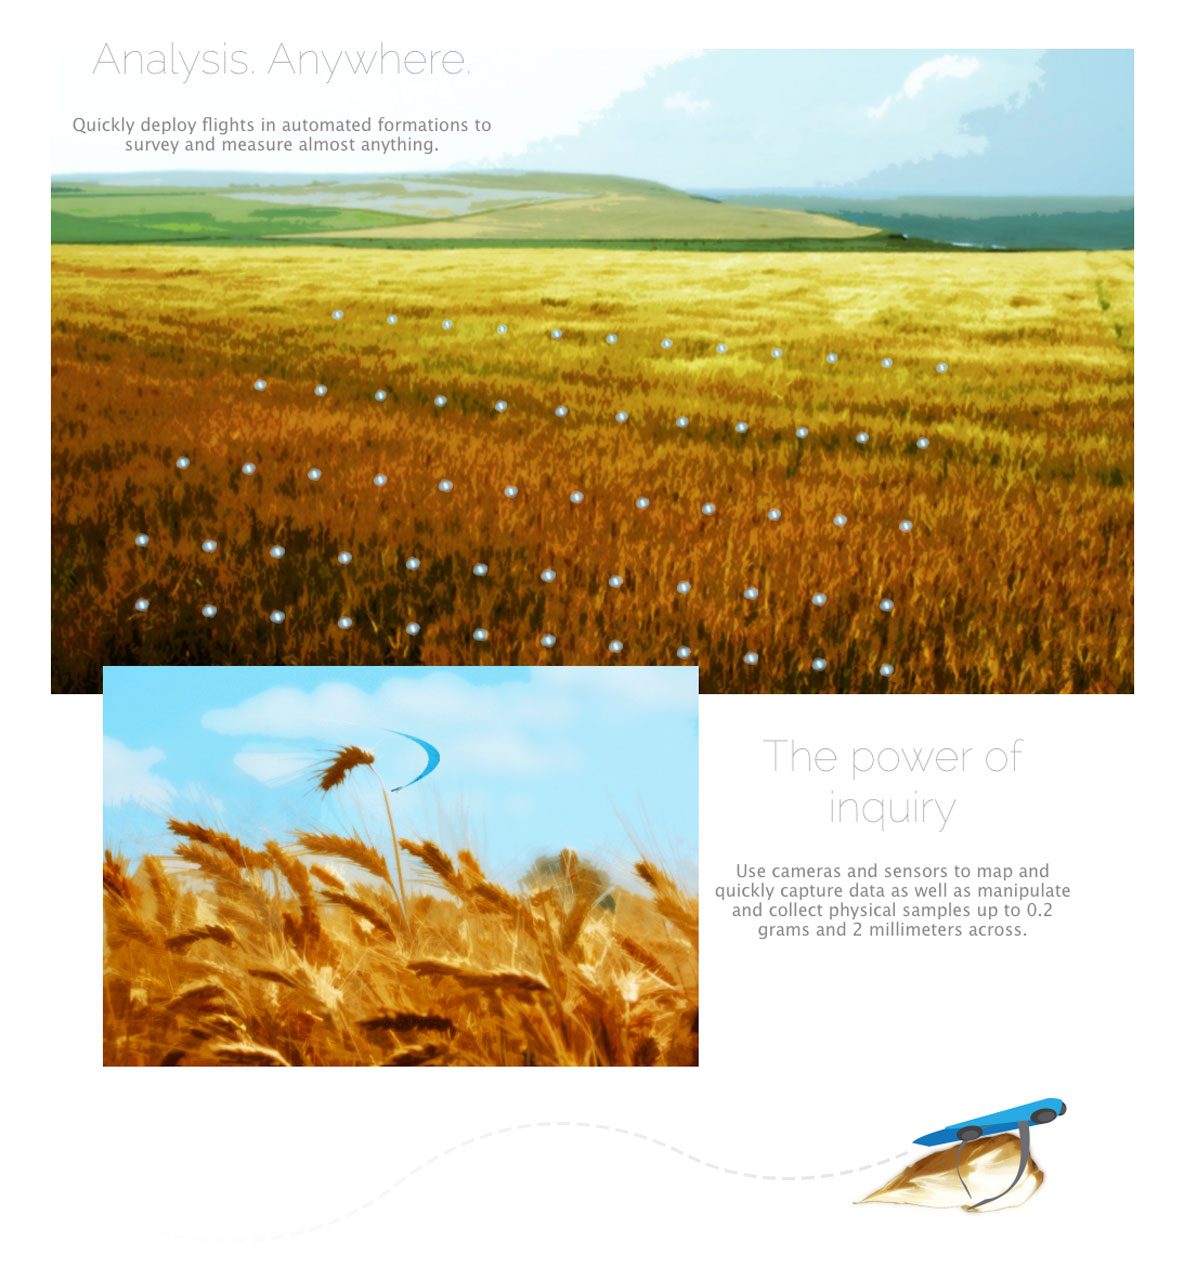 Analysis. Anywhere.
Quickly deploy flights in automated formations to
survey and measure almost anything.
The power of
inquiry
Use cameras and sensors to map and
quickly capture data as well as manipulate
and collect physical samples up to 0.2
grams and 2 millimeters across.